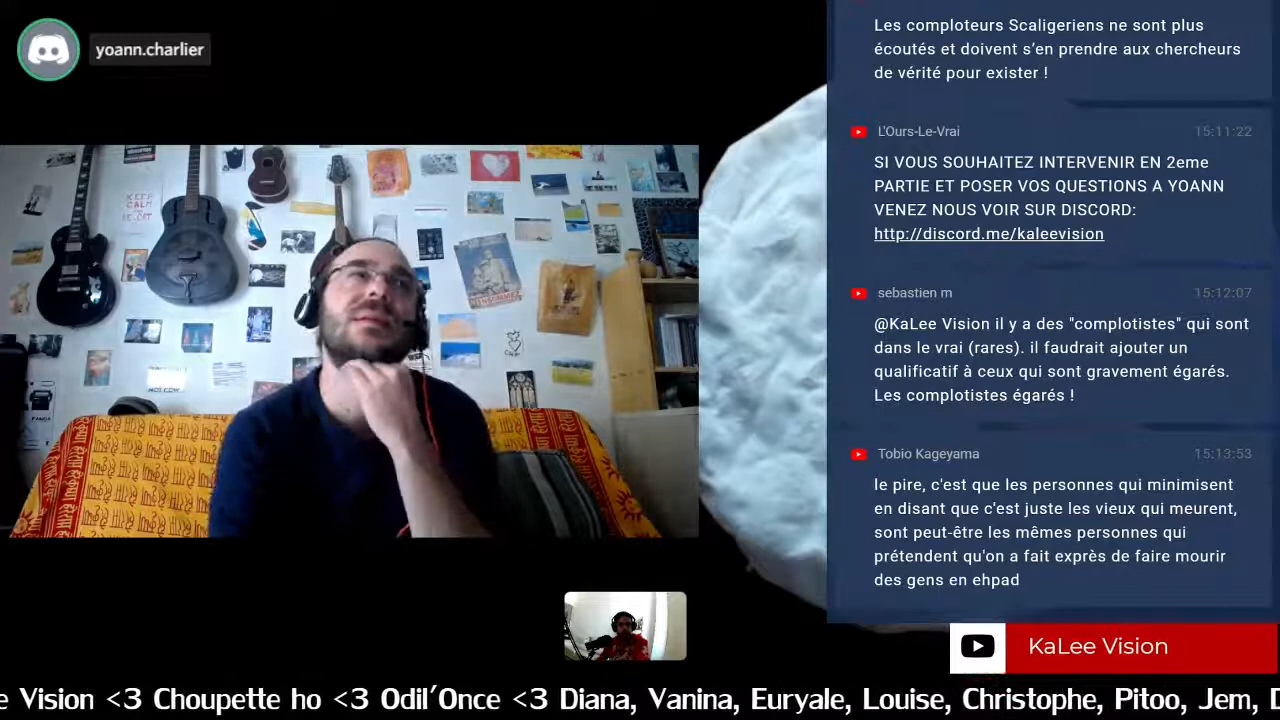 yoann.charlier
KEEP
CALM
Les comploteurs Scaligeriens ne sont plus
écoutés et doivent s'en prendre aux chercheurs
de vérité pour exister !
L'Ours-Le-Vrai 15:11:22
SI VOUS SOUHAITEZ INTERVENIR EN 2eme
PARTIE ET POSER VOS QUESTIONS A YOANN
VENEZ NOUS VOIR SUR DISCORD:
http://discord.me/kaleevision
sebastien m 15:12:07
@KaLee Vision il y a des "complotistes" qui sont
dans le vrai (rares). il faudrait ajouter un
qualificatif à ceux qui sont gravement égarés.
Les complotistes égarés !
Tobio Kageyama 15:13:53
le pire, c'est que les personnes qui minimisent
en disant que c'est juste les vieux qui meurent,
sont peut-être les mêmes personnes qui
prétendent qu'on a fait exprès de faire mourir
des gens en ehpad
KaLee Vision
e Vision <3 Choupette ho <3 Odil'Once <3 Diana, Vanina, Euryale, Louise, Christophe, Pitoo, Jem, D